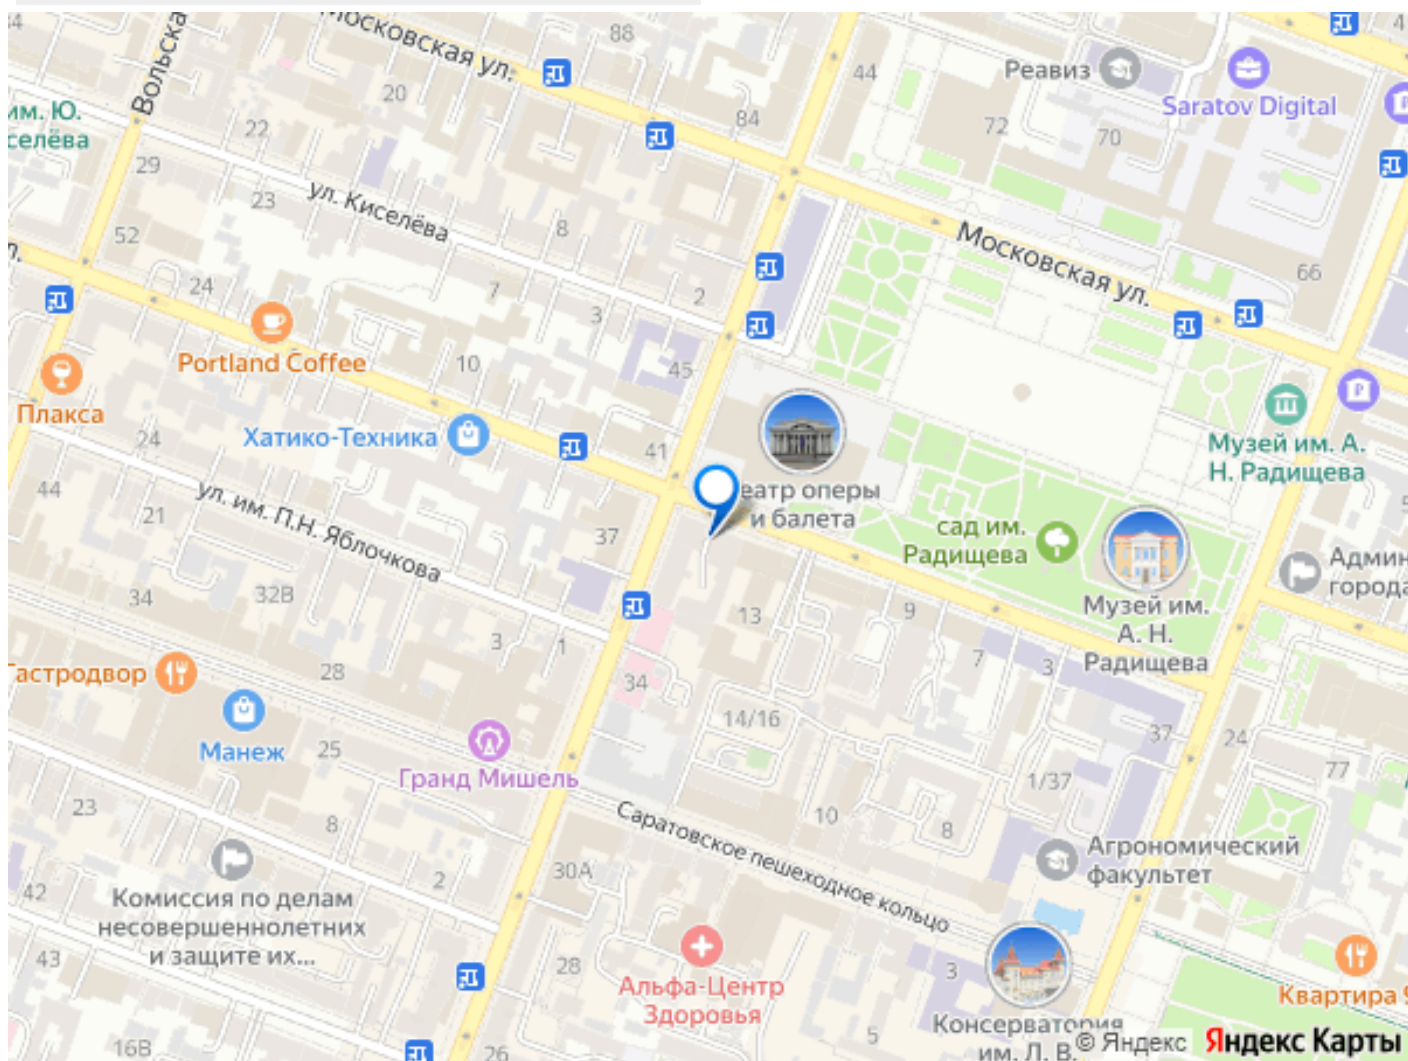 88
44
Реавиз
Saratov Digital
Московская ул.
20
22
84
72
70
им. Ю.
29
23
ул. Киселёва
8
52
Московская ул.
66
24
7
2
3
Portland Coffee
10
45
Плакса
24
Хатико-Техника
41
Музей им. А.
Н. Радищева
еатр оперы
и балета
44
21
ул. им. П.Н. Яблочкова
37
сад им.
Радищева
34
32В
13
9
Музей им.
А. Н.
Радищева
3
1
7
3
28
34
14/16
Манеж
25
Гранд Мишель
37
24
77
1/37
23
8
10
8
Саратовское пешеходное кольцо
Агрономический
факультет
30А
2
42
Комиссия по делам
несовершеннолетних
и защите их...
43
28
Альфа-Центр
Здоровья
3
Квартира 9
5
Консерватория
им. Л. В.
16В
26
© Яндекс Яндекс Карты